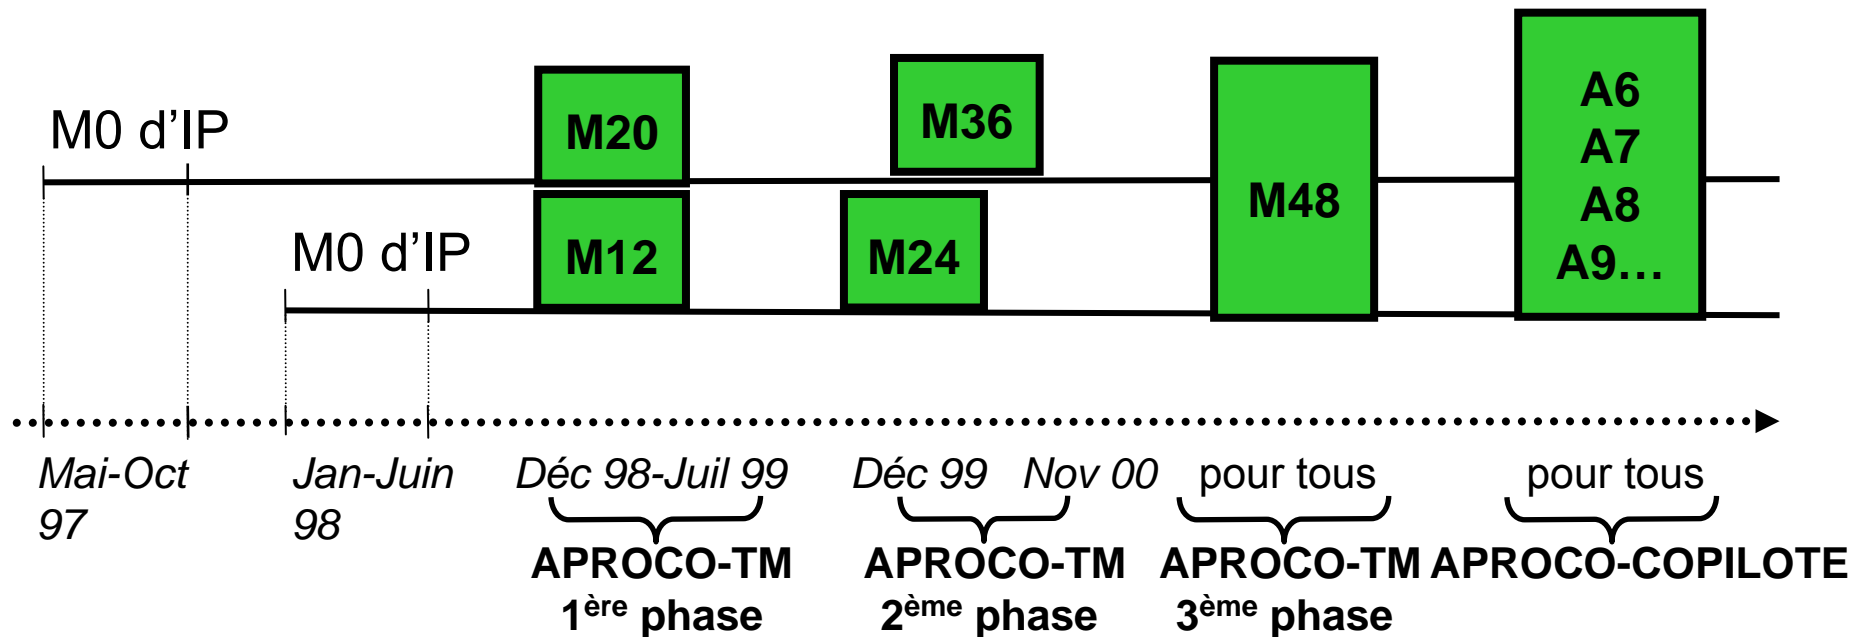 M0 d’IP
M20
M36
M48
A6
A7
A8
A9…
M0 d’IP
M12
M24
Mai-Oct
97
Jan-Juin
98
Déc 98-Juil 99
Déc 99
Nov 00
pour tous
pour tous
APROCO-TM
1ère phase
APROCO-TM
2ème phase
APROCO-TM
3ème phase
APROCO-COPILOTE